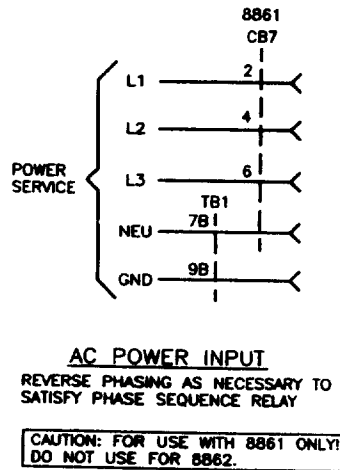 8861
CB7
L1 2
L2 4
POWER
SERVICE
L3 6
TB1
NEU 7B
GND 9B
AC POWER INPUT
REVERSE PHASING AS NECESSARY TO
SATISFY PHASE SEQUENCE RELAY
CAUTION: FOR USE WITH 8861 ONLY!
DO NOT USE FOR 8862.